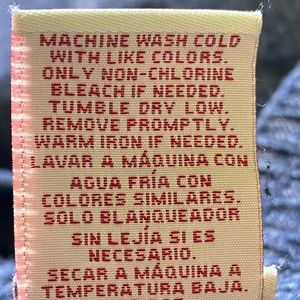 MACHINE WASH COLD
WITH LIKE COLORS.
ONLY NON-CHLORINE
BLEACH IF NEEDED.
TUMBLE DRY LOW.
REMOVE PROMPTLY.
WARM IRON IF NEEDED.
LAVAR A MÁQUINA CON
AGUA FRÍA CON
COLORES SIMILARES.
SOLO BLANQUEADOR
SIN LEJÍA SI ES
NECESARIO.
SECAR A MÁQUINA A
TEMPERATURA BAJA.